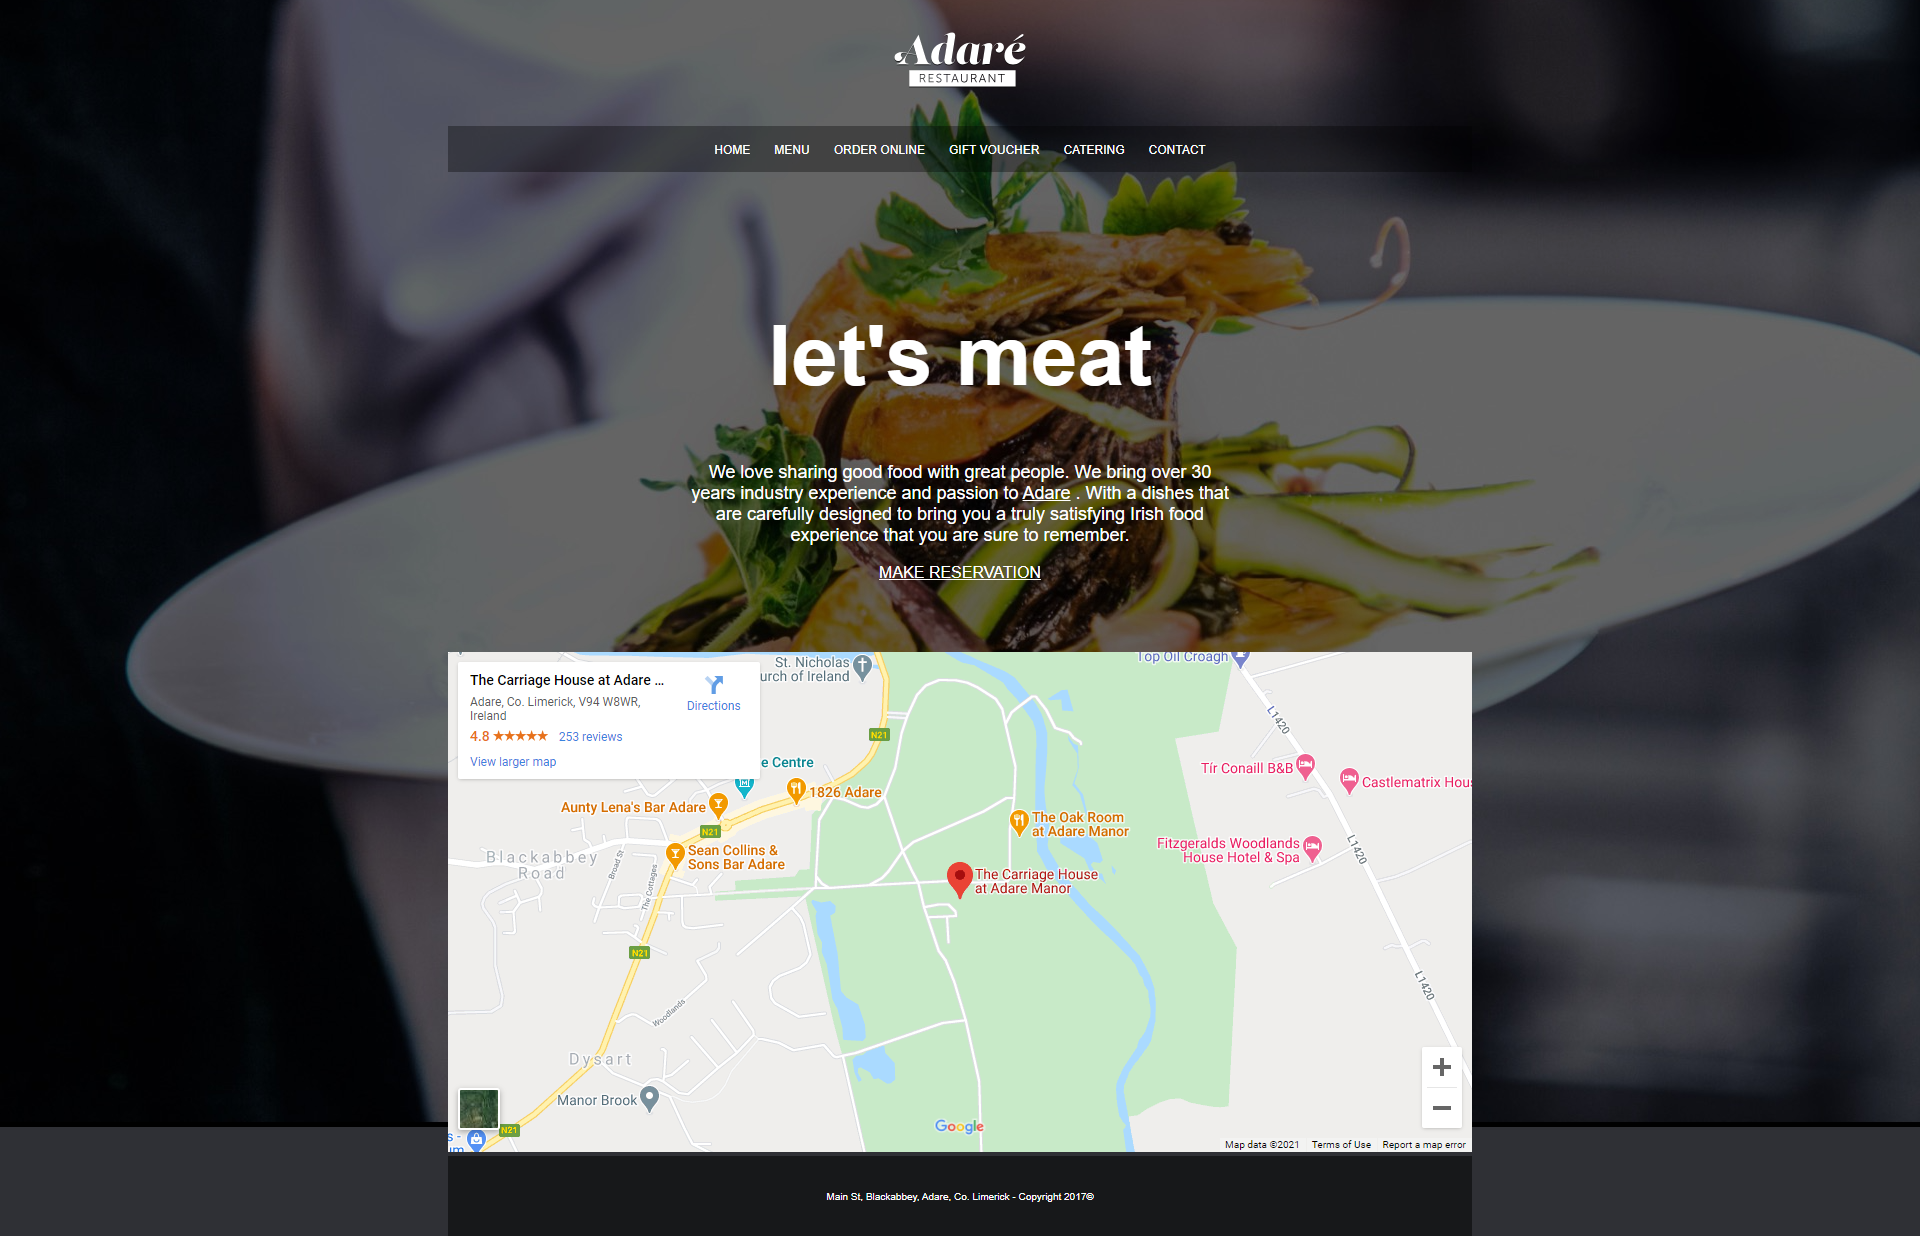 Adaré
RESTAURANT
HOME MENU ORDER ONLINE GIFT VOUCHER CATERING CONTACT
let's meat
We love sharing good food with great people. We bring over 30
years industry experience and passion to Adare . With a dishes that
are carefully designed to bring you a truly satisfying Irish food
experience that you are sure to remember.
MAKE RESERVATION
The Carriage House at Adare ...
Directions
Adare, Co. Limerick, V94 W8WR,
Ireland
4.8 ★★★★★ 253 reviews
View larger map
St. Nicholas
urch of Ireland
Top Oil Croagh
L1420
N21
e Centre
1826 Adare
Aunty Lena's Bar Adare
N21
Sean Collins &
Sons Bar Adare
The Oak Room
at Adare Manor
Tír Conaill B&B
Castlematrix Hou
Fitzgeralds Woodlands
House Hotel & Spa
L1420
Blackabbey
Road
Broad St
The Cottages
The Carriage House
at Adare Manor
N21
L1420
Woodlands
Dysart
Manor Brook
N21
s -
um
Google
Map data ©2021 Terms of Use Report a map error
Main St, Blackabbey, Adare, Co. Limerick - Copyright 2017®